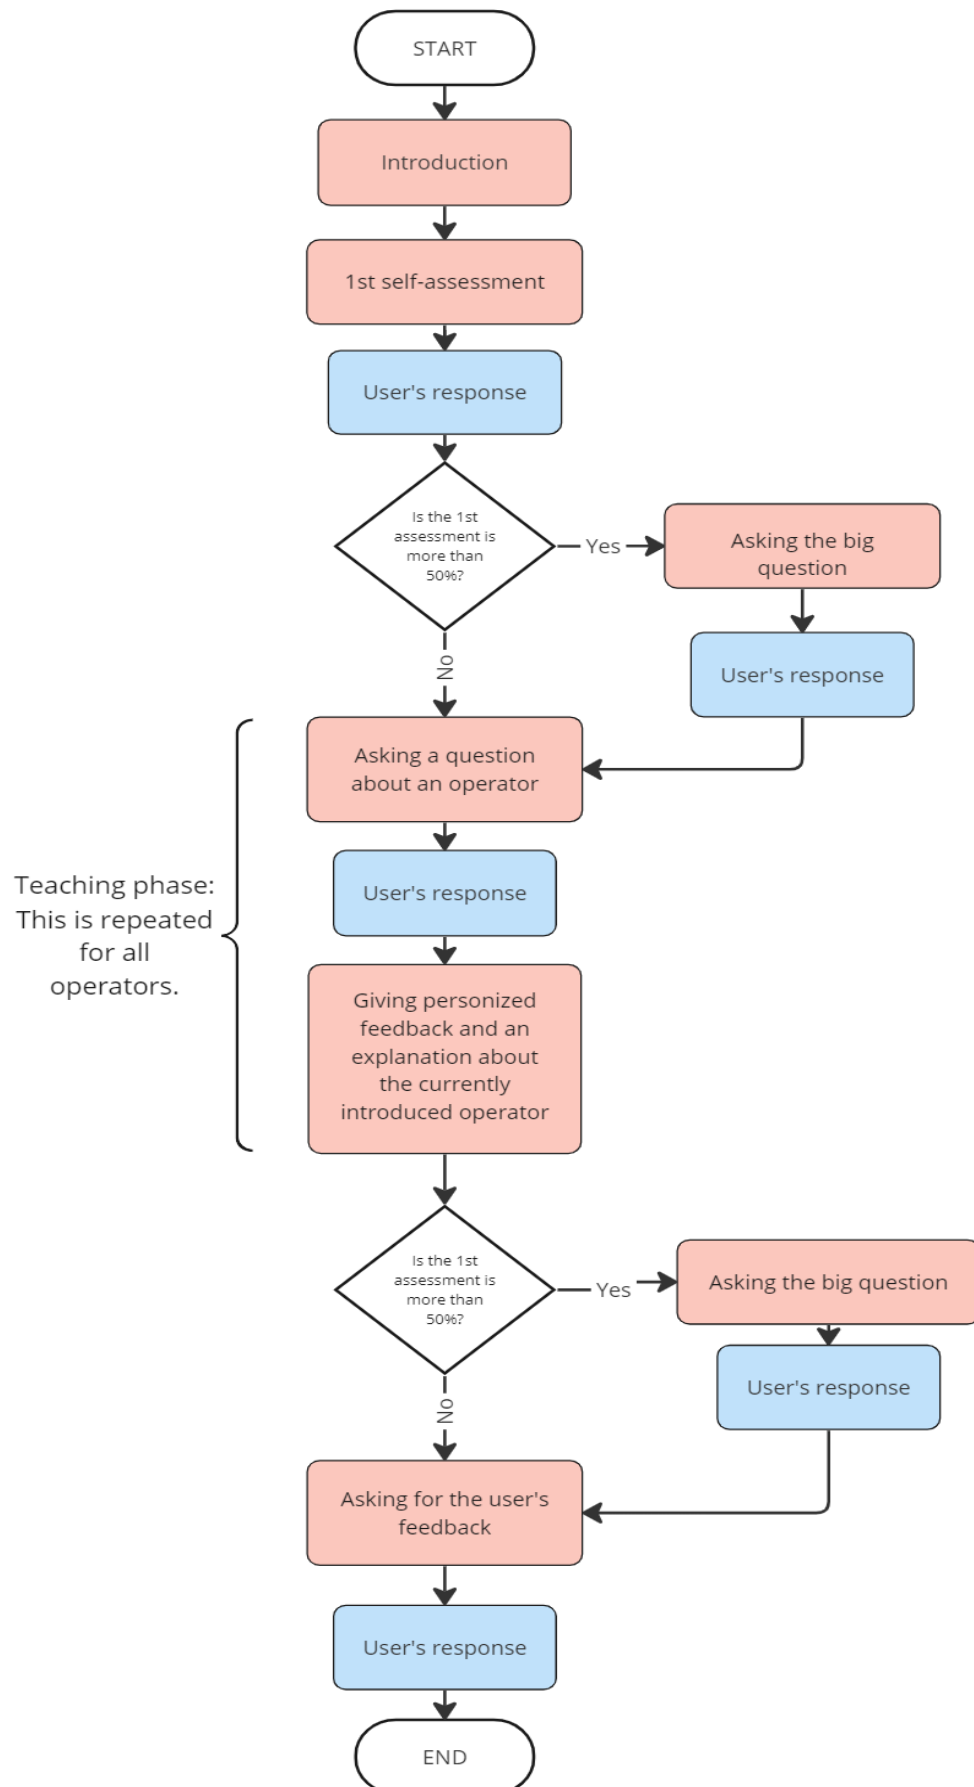 START
Introduction
1st self-assessment
User's response
Is the 1st
assessment is
more than
50%?
Yes
Asking the big
question
User's response
No
Asking a question
about an operator
User's response
Teaching phase:
This is repeated
for all
operators.
Giving personized
feedback and an
explanation about
the currently
introduced operator
Is the 1st
assessment is
more than
50%?
Yes
Asking the big question
User's response
No
Asking for the user's
feedback
User's response
END